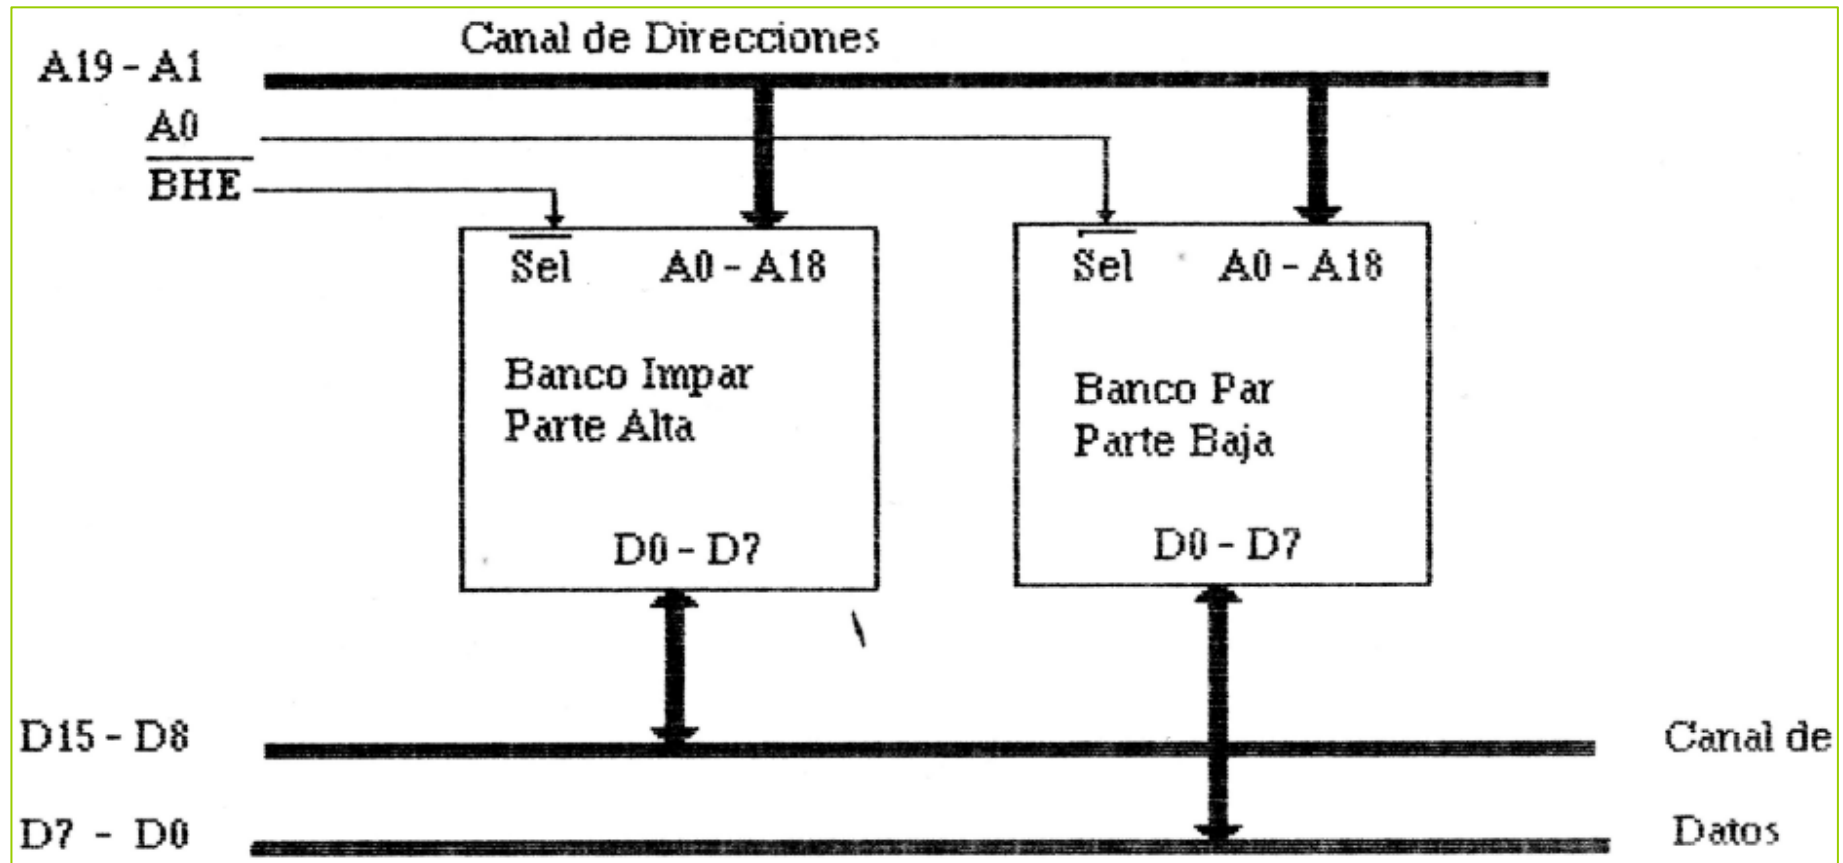 Canal de Direcciones
A19 - A1
A0
BHE
Sel A0 - A18
Banco Impar
Parte Alta
D0 - D7
Sel A0 - A18
Banco Par
Parte Baja
D0 - D7
D15 - D8
Canal de
D7 - D0
Datos